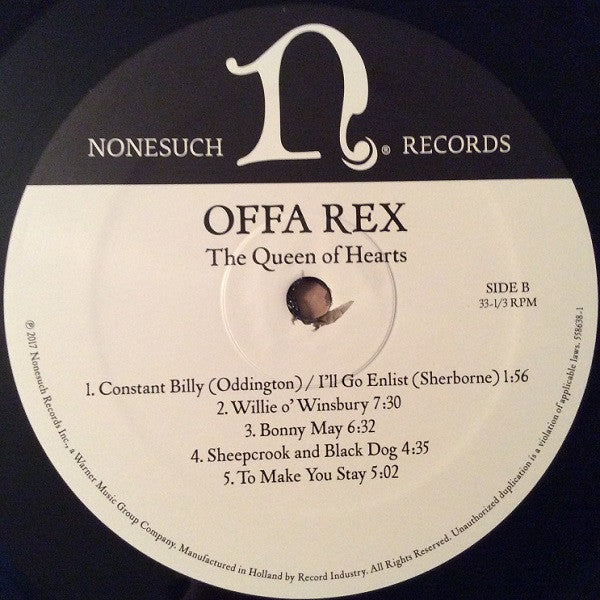 n
NONESUCH ® RECORDS
OFFA REX
The Queen of Hearts
SIDE B
33-1/3 RPM
1. Constant Billy (Oddington) / I'll Go Enlist (Sherborne) 1:56
2. Willie o' Winsbury 7:30
3. Bonny May 6:32
4. Sheepcrook and Black Dog 4:35
5. To Make You Stay 5:02
℗ 2017 Nonesuch Records Inc., a Warner Music Group Company. Manufactured in Holland by Record Industry. All Rights Reserved. Unauthorized duplication is a violation of applicable laws. 558638-1